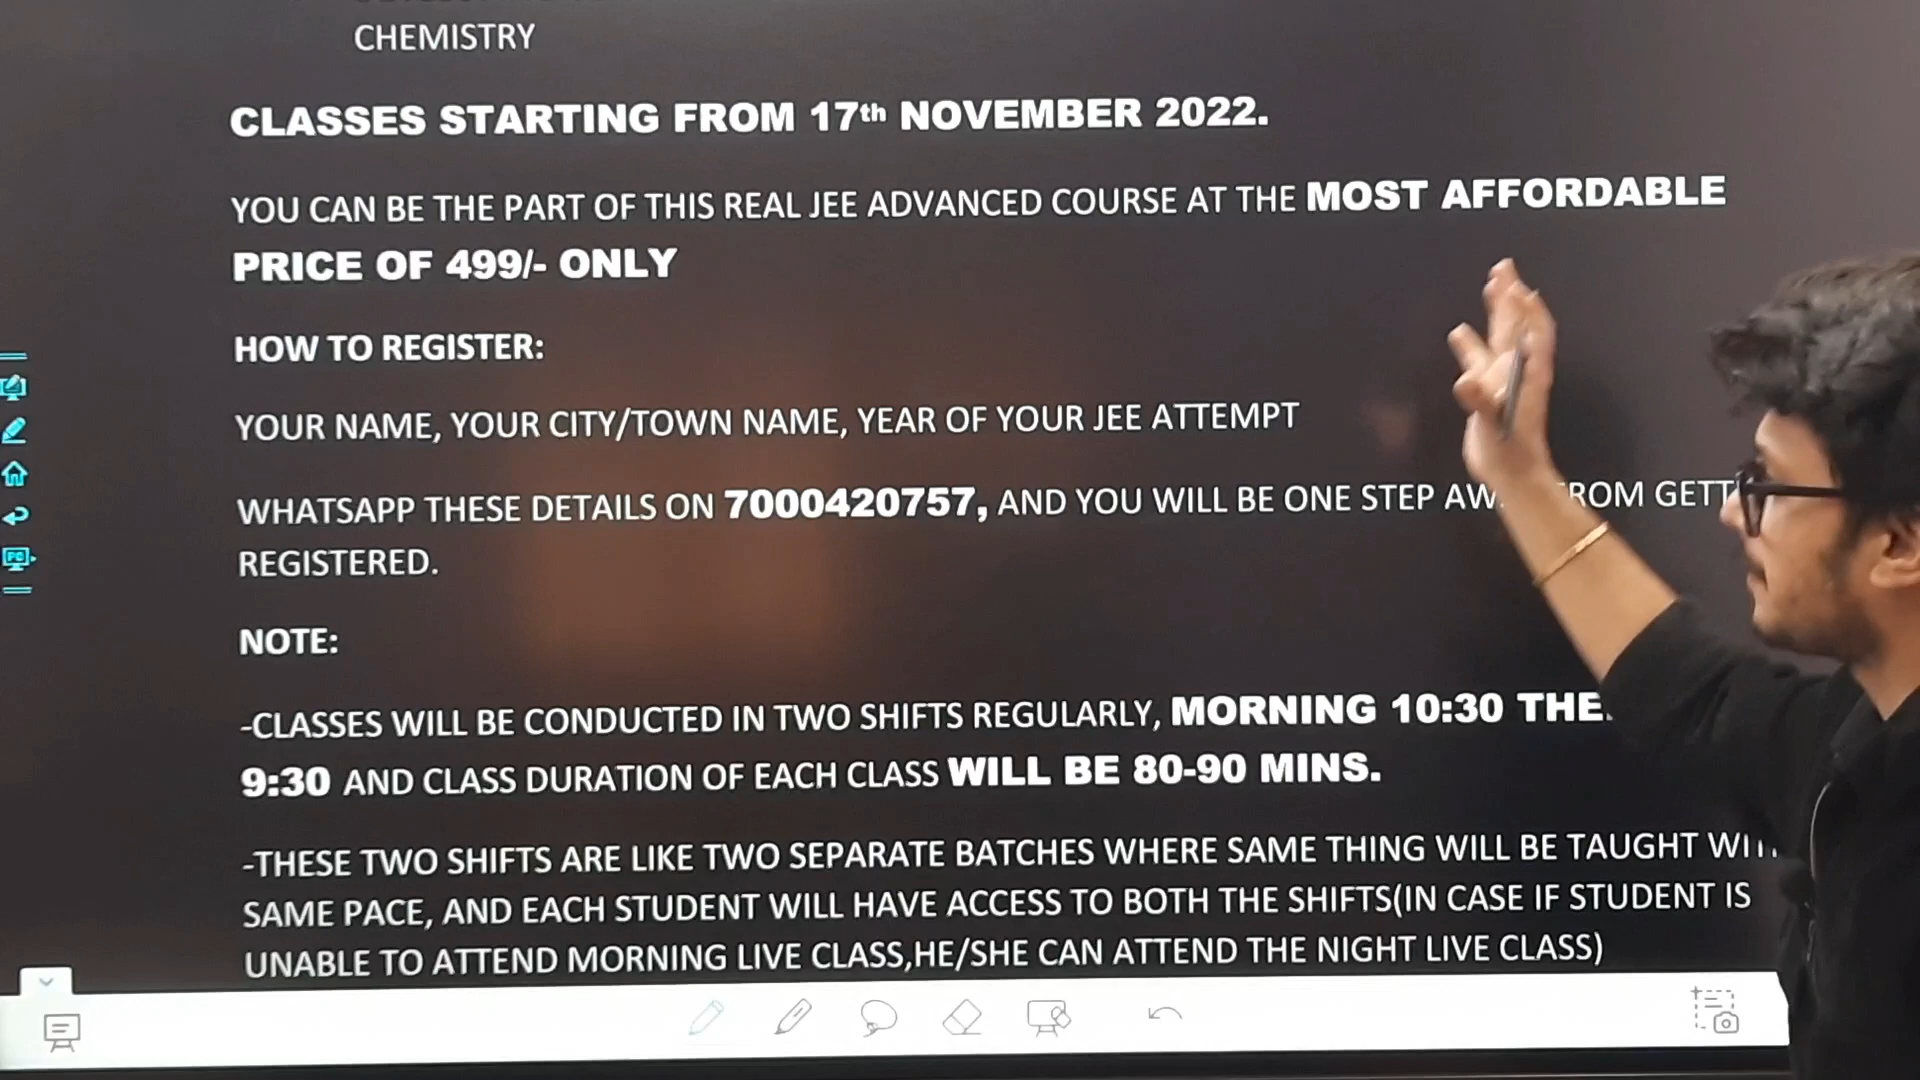 CHEMISTRY
CLASSES STARTING FROM 17th NOVEMBER 2022.
YOU CAN BE THE PART OF THIS REAL JEE ADVANCED COURSE AT THE MOST AFFORDABLE
PRICE OF 499/- ONLY
HOW TO REGISTER:
YOUR NAME, YOUR CITY/TOWN NAME, YEAR OF YOUR JEE ATTEMPT
WHATSAPP THESE DETAILS ON 7000420757, AND YOU WILL BE ONE STEP
REGISTERED.
NOTE:
-CLASSES WILL BE CONDUCTED IN TWO SHIFTS REGULARLY, MORNING 10:30
9:30 AND CLASS DURATION OF EACH CLASS WILL BE 80-90 MINS.
-THESE TWO SHIFTS ARE LIKE TWO SEPARATE BATCHES WHERE SAME THING WILL BE TAUGHT
SAME PACE, AND EACH STUDENT WILL HAVE ACCESS TO BOTH THE SHIFTS(IN CASE IF STUDENT IS
UNABLE TO ATTEND MORNING LIVE CLASS,HE/SHE CAN ATTEND THE NIGHT LIVE CLASS)